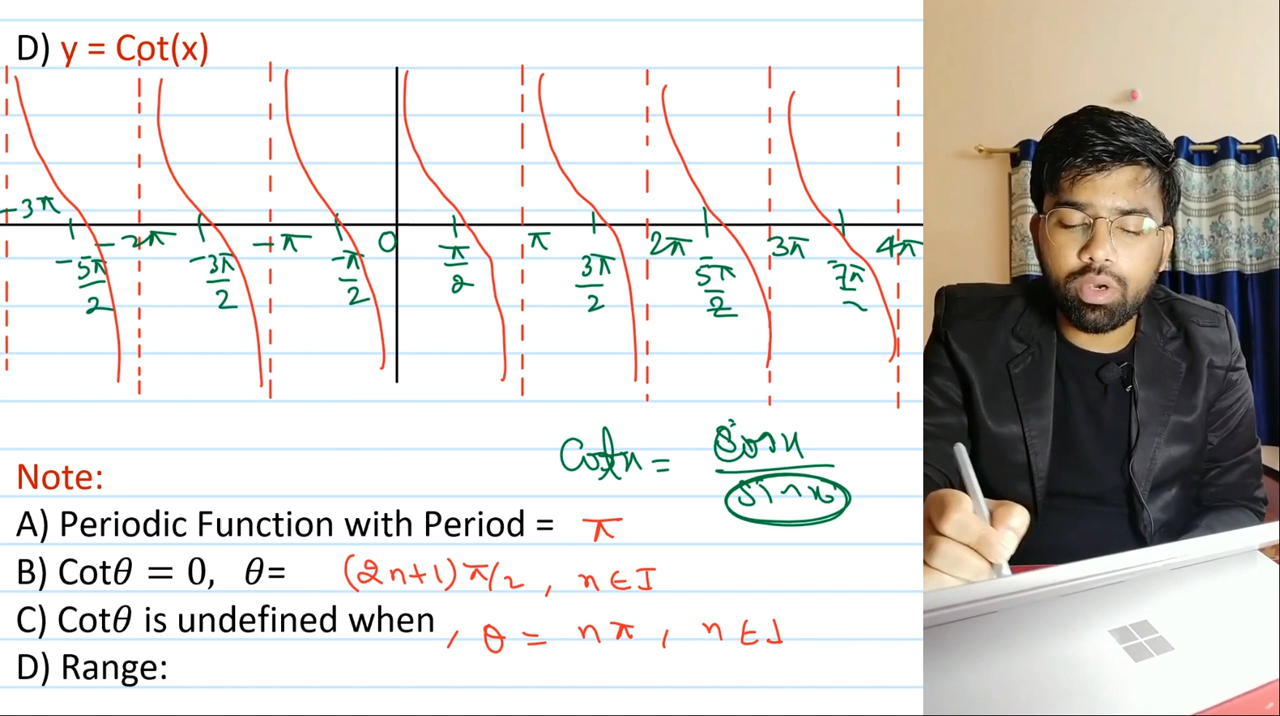 D) y = Cot(x)
-3π -2π -π 0 π 2π 3π 4π
-5π/2 -3π/2 -π/2 π/2 3π/2 5π/2 7π/2
Cotx = Cosx / sinx
Note:
A) Periodic Function with Period = π
B) Cotθ = 0, θ= (2n+1)π/2, n∈I
C) Cotθ is undefined when, θ = nπ, n∈I
D) Range: